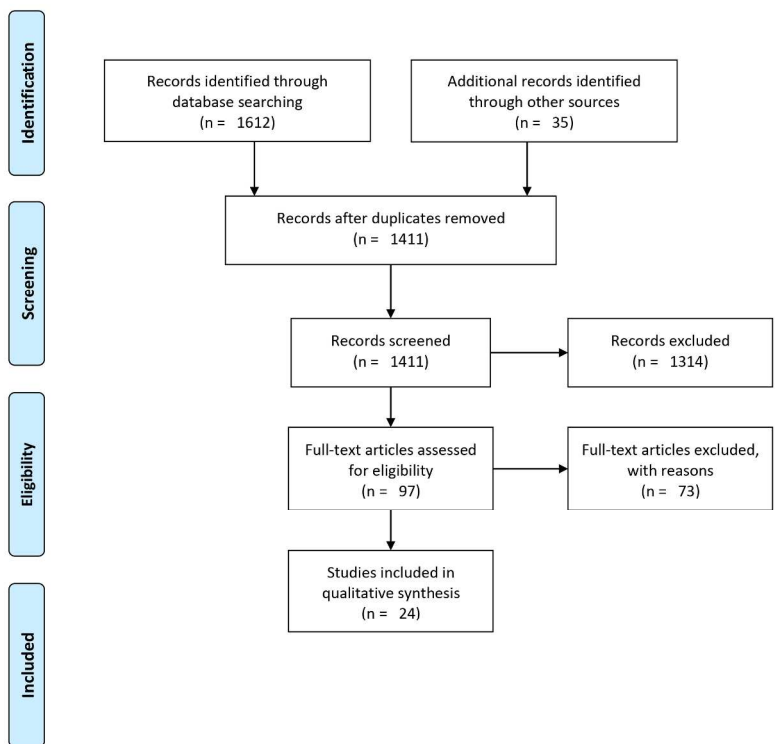 Identification
Records identified through
database searching
(n = 1612)
Additional records identified
through other sources
(n = 35)
Screening
Records after duplicates removed
(n = 1411)
Records screened
(n = 1411)
Records excluded
(n = 1314)
Eligibility
Full-text articles assessed
for eligibility
(n = 97)
Full-text articles excluded,
with reasons
(n = 73)
Included
Studies included in
qualitative synthesis
(n = 24)